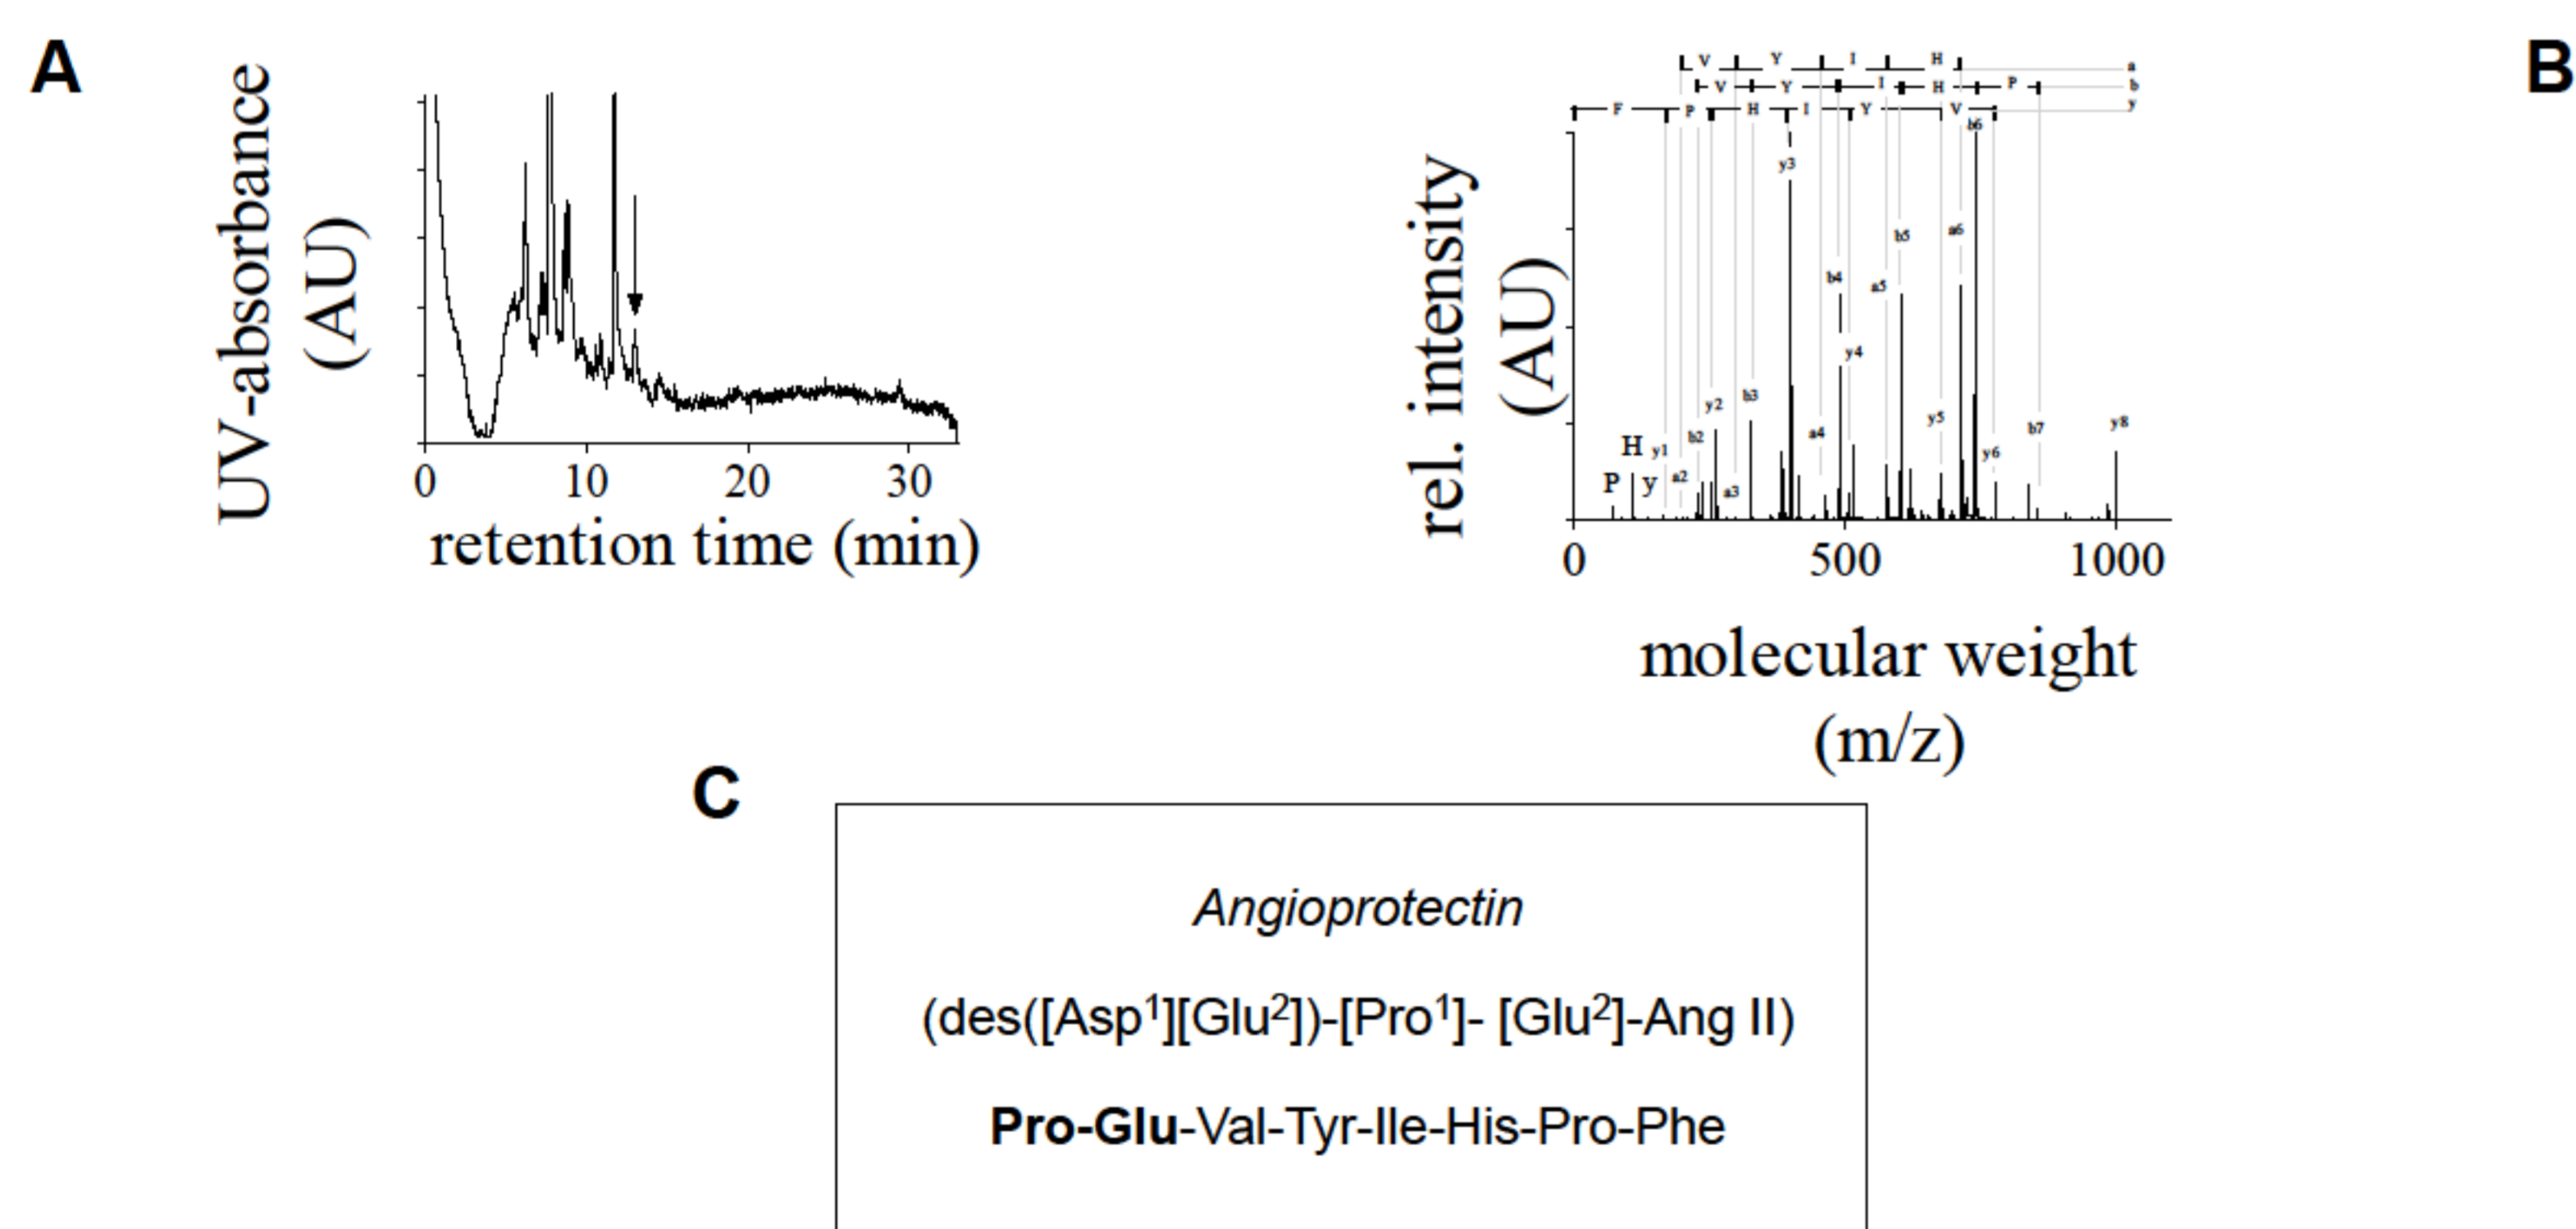 A
UV-absorbance
(AU)
0 10 20 30
retention time (min)
B
V Y I H a
V Y I H P b
F P H I Y V y
rel. intensity
(AU)
b6
y3
b5
a6
b4
a5
y4
y2
b3
b2
a4
y5
b7
y8
H
y1
y6
P
y
a2
a3
0 500 1000
molecular weight
(m/z)
C
Angioprotectin
(des([Asp¹][Glu²])-[Pro¹]- [Glu²]-Ang II)
Pro-Glu-Val-Tyr-Ile-His-Pro-Phe